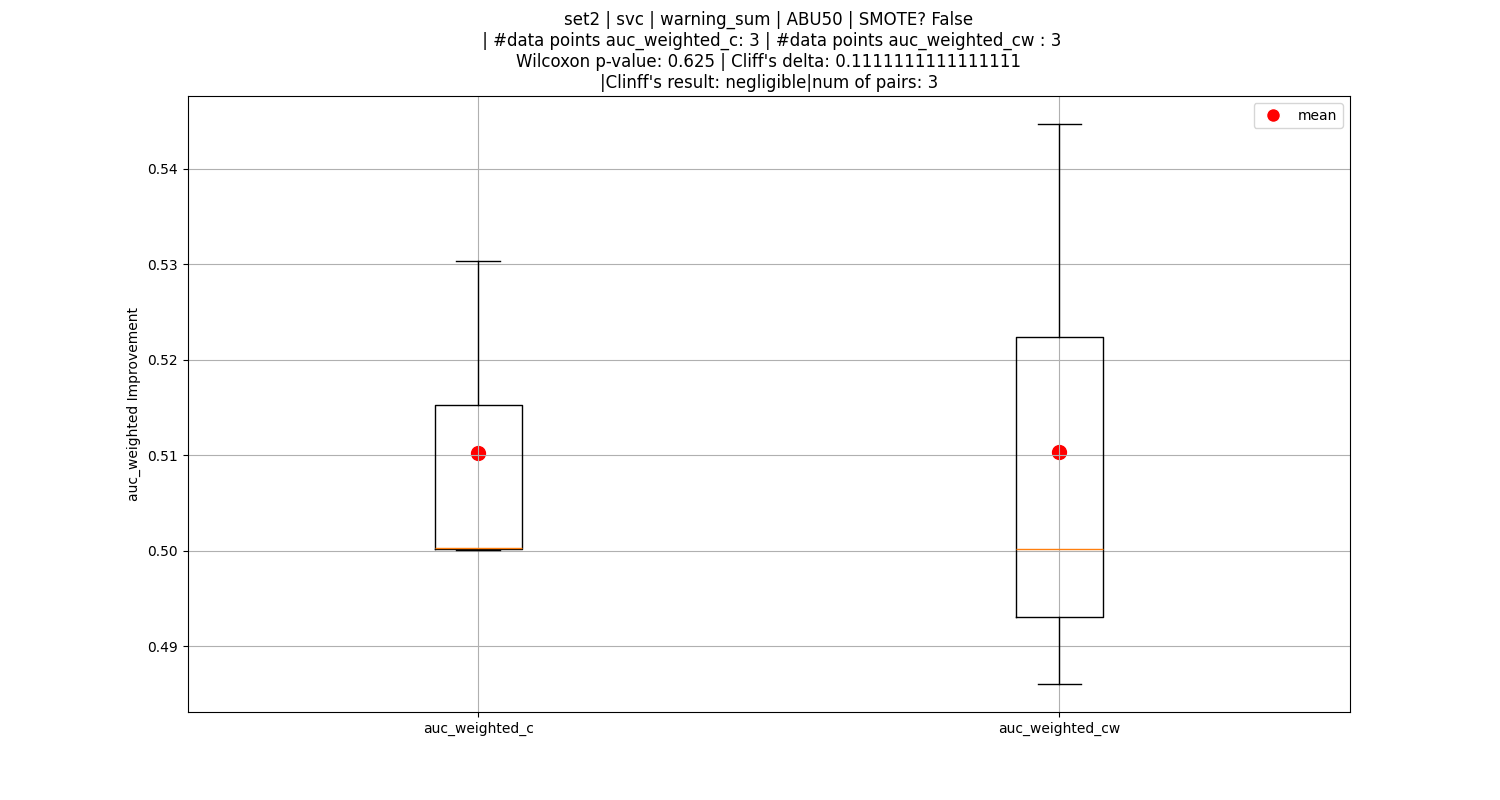 set2 | svc | warning_sum | ABU50 | SMOTE? False
| #data points auc_weighted_c: 3 | #data points auc_weighted_cw : 3
Wilcoxon p-value: 0.625 | Cliff's delta: 0.1111111111111111
|Clinff's result: negligible|num of pairs: 3
mean
0.54
0.53
0.52
0.51
0.50
0.49
auc_weighted Improvement
auc_weighted_c
auc_weighted_cw